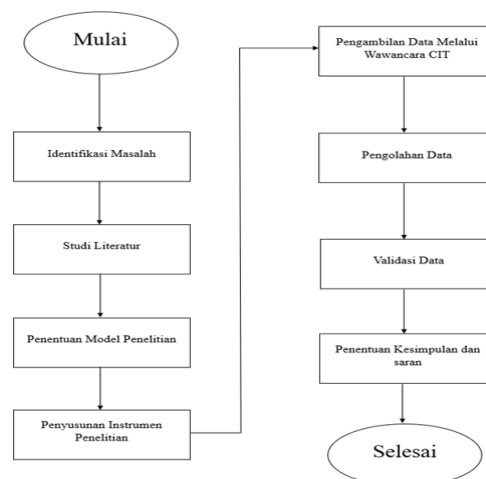 Mulai
Identifikasi Masalah
Studi Literatur
Penentuan Model Penelitian
Penyusunan Instrumen
Penelitian
Pengambilan Data Melalui
Wawancara CIT
Pengolahan Data
Validasi Data
Penentuan Kesimpulan dan
saran
Selesai